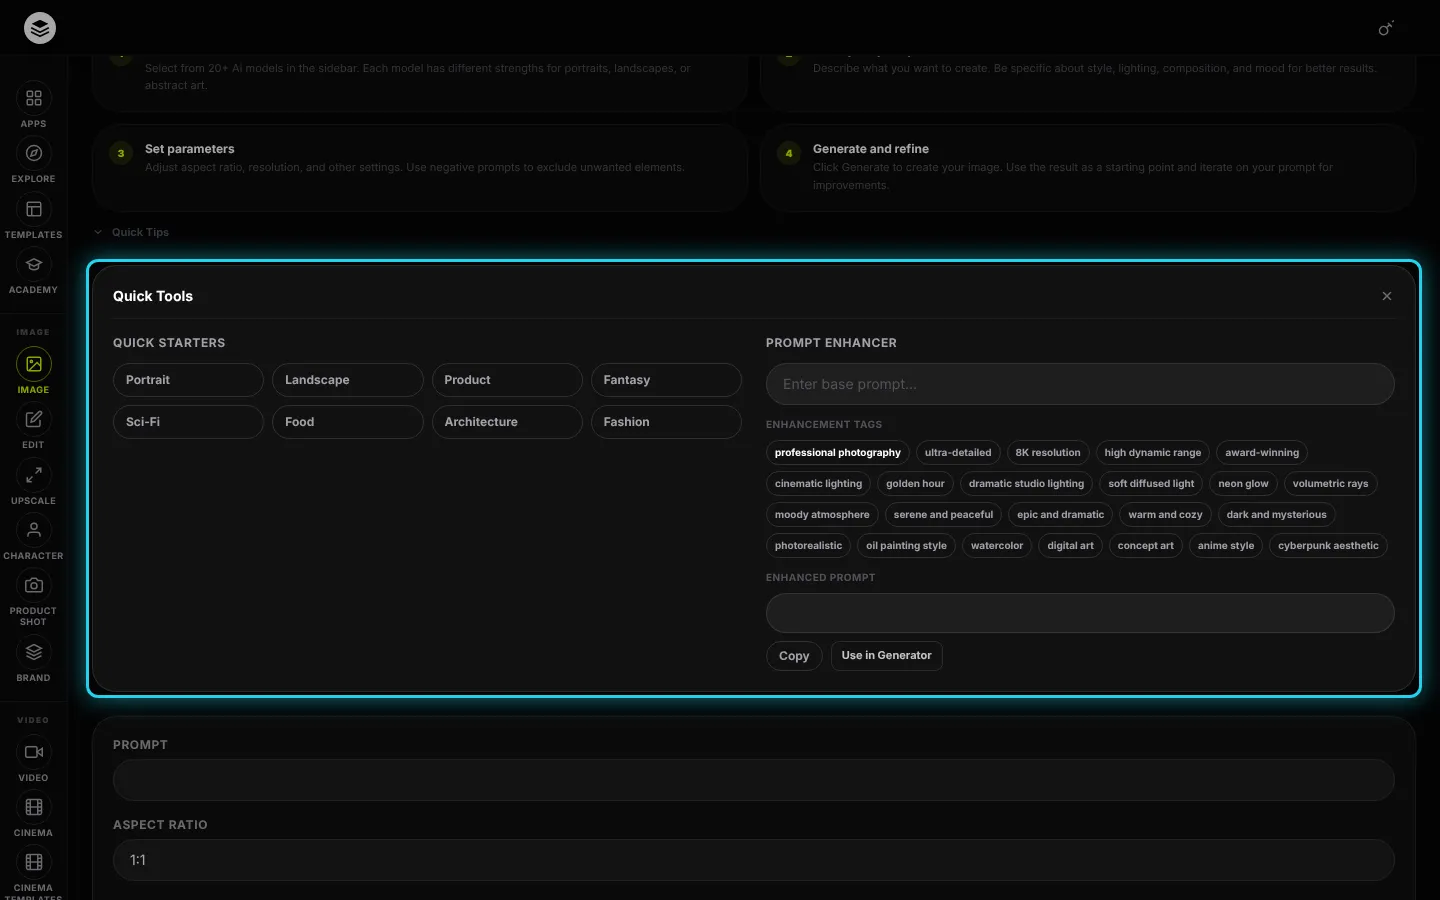 APPS
EXPLORE
TEMPLATES
ACADEMY
IMAGE
IMAGE
EDIT
UPSCALE
CHARACTER
PRODUCT
SHOT
BRAND
VIDEO
VIDEO
CINEMA
CINEMA
TEMPLATES
Select from 20+ AI models in the sidebar. Each model has different strengths for portraits, landscapes, or
abstract art.
Describe what you want to create. Be specific about style, lighting, composition, and mood for better results.
3
Set parameters
Adjust aspect ratio, resolution, and other settings. Use negative prompts to exclude unwanted elements.
4
Generate and refine
Click Generate to create your image. Use the result as a starting point and iterate on your prompt for
improvements.
Quick Tips
Quick Tools
QUICK STARTERS
Portrait
Landscape
Product
Fantasy
Sci-Fi
Food
Architecture
Fashion
PROMPT ENHANCER
Enter base prompt...
ENHANCEMENT TAGS
professional photography
ultra-detailed
8K resolution
high dynamic range
award-winning
cinematic lighting
golden hour
dramatic studio lighting
soft diffused light
neon glow
volumetric rays
moody atmosphere
serene and peaceful
epic and dramatic
warm and cozy
dark and mysterious
photorealistic
oil painting style
watercolor
digital art
concept art
anime style
cyberpunk aesthetic
ENHANCED PROMPT
Copy
Use in Generator
PROMPT
ASPECT RATIO
1:1